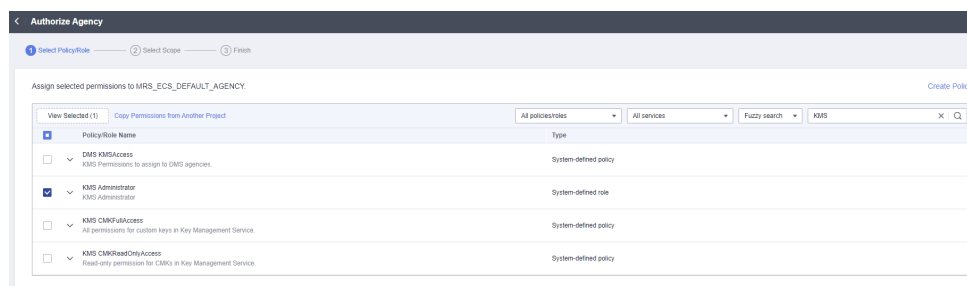 Authorize Agency
1 Select Policy/Role 2 Select Scope 3 Finish
Assign selected permissions to MRS_ECS_DEFAULT_AGENCY. Create Polic
View Selected (1) Copy Permissions from Another Project All policies/roles All services Fuzzy search KMS
Policy/Role Name Type
DMS KMSAccess
KMS Permissions to assign to DMS agencies. System-defined policy
KMS Administrator
KMS Administrator System-defined role
KMS CMKFullAccess
All permissions for custom keys in Key Management Service. System-defined policy
KMS CMKReadOnlyAccess
Read-only permission for CMKs in Key Management Service. System-defined policy